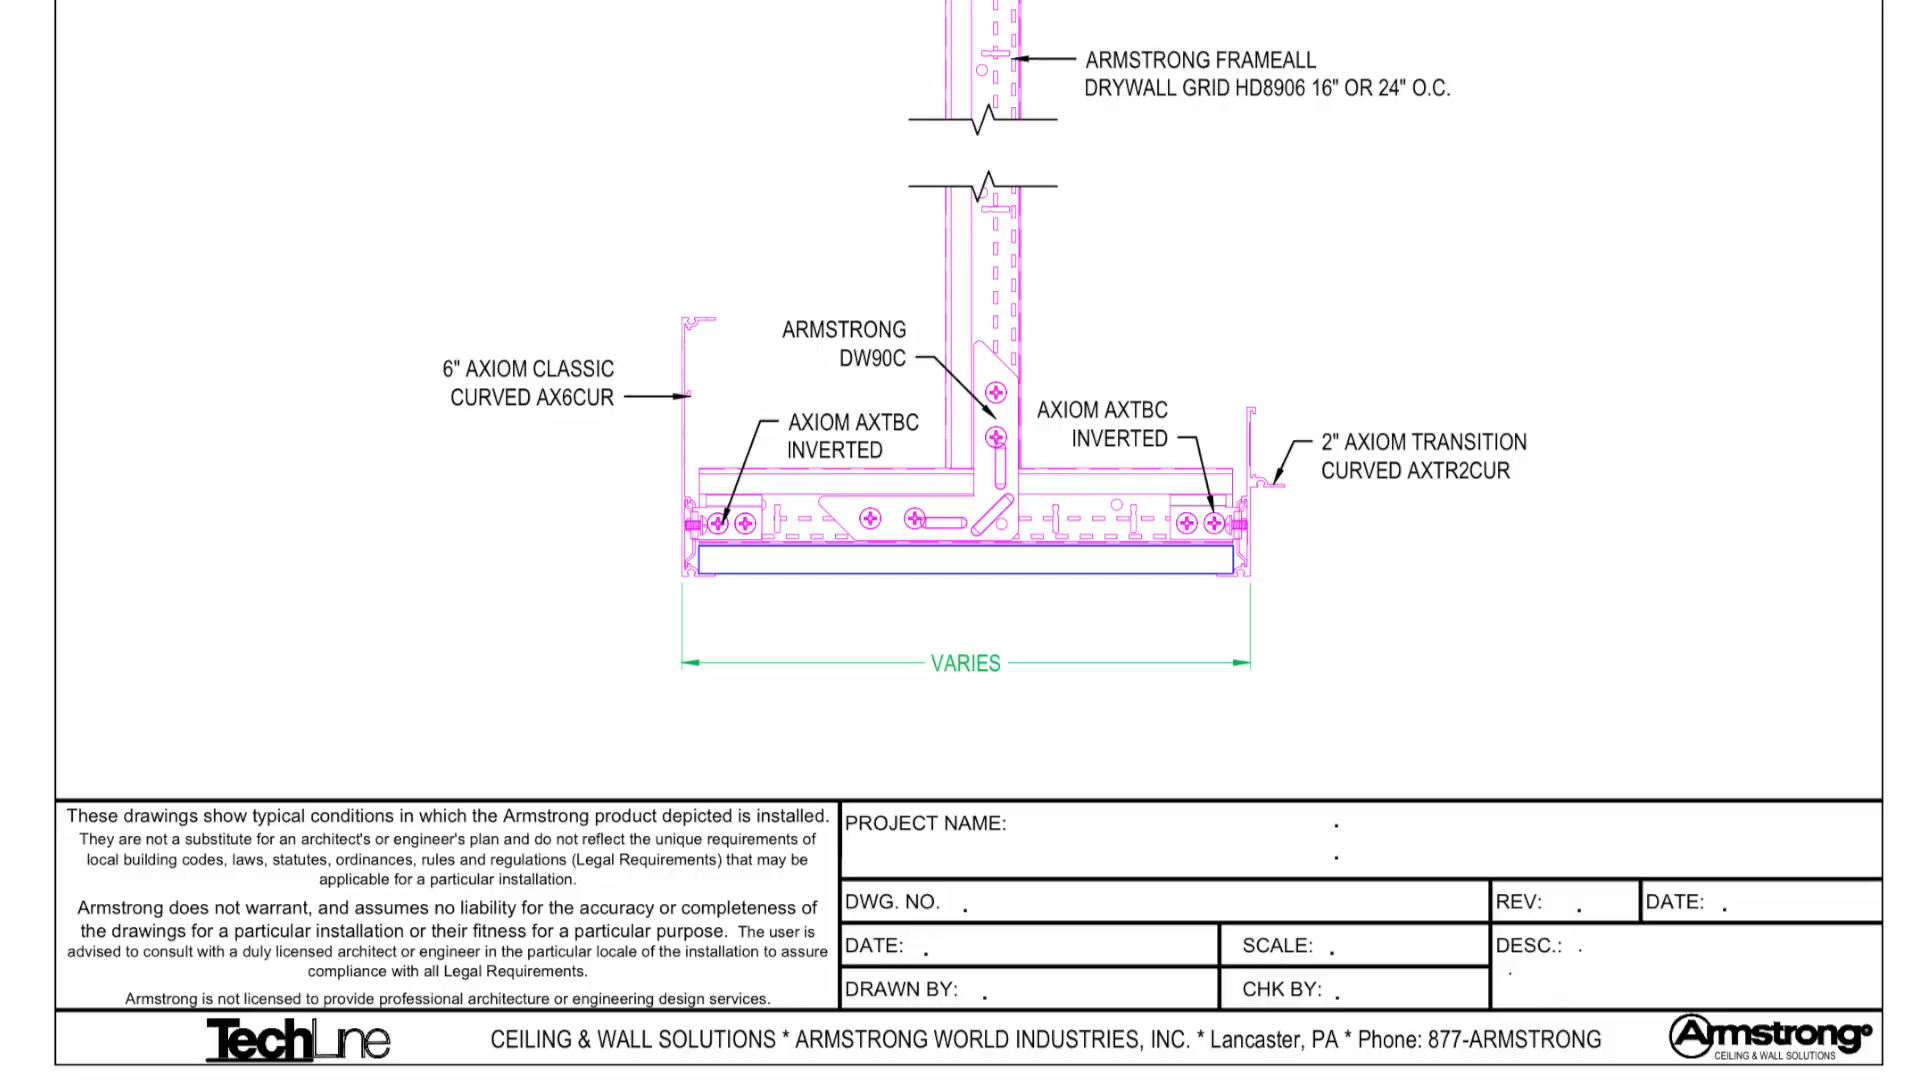 ARMSTRONG FRAMEALL
DRYWALL GRID HD8906 16" OR 24" O.C.
ARMSTRONG
DW90C
6" AXIOM CLASSIC
CURVED AX6CUR
AXIOM AXTBC
INVERTED
AXIOM AXTBC
INVERTED
2" AXIOM TRANSITION
CURVED AXTR2CUR
VARIES
These drawings show typical conditions in which the Armstrong product depicted is installed.
They are not a substitute for an architect's or engineer's plan and do not reflect the unique requirements of
local building codes, laws, statutes, ordinances, rules and regulations (Legal Requirements) that may be
applicable for a particular installation.
Armstrong does not warrant, and assumes no liability for the accuracy or completeness of
the drawings for a particular installation or their fitness for a particular purpose. The user is
advised to consult with a duly licensed architect or engineer in the particular locale of the installation to assure
compliance with all Legal Requirements.
Armstrong is not licensed to provide professional architecture or engineering design services.
PROJECT NAME: .
.
DWG. NO. .
REV: .
DATE: .
DATE: .
SCALE: .
DESC.: .
.
DRAWN BY: .
CHK BY: .
TechLine
CEILING & WALL SOLUTIONS * ARMSTRONG WORLD INDUSTRIES, INC. * Lancaster, PA * Phone: 877-ARMSTRONG
Armstrong®
CEILING & WALL SOLUTIONS